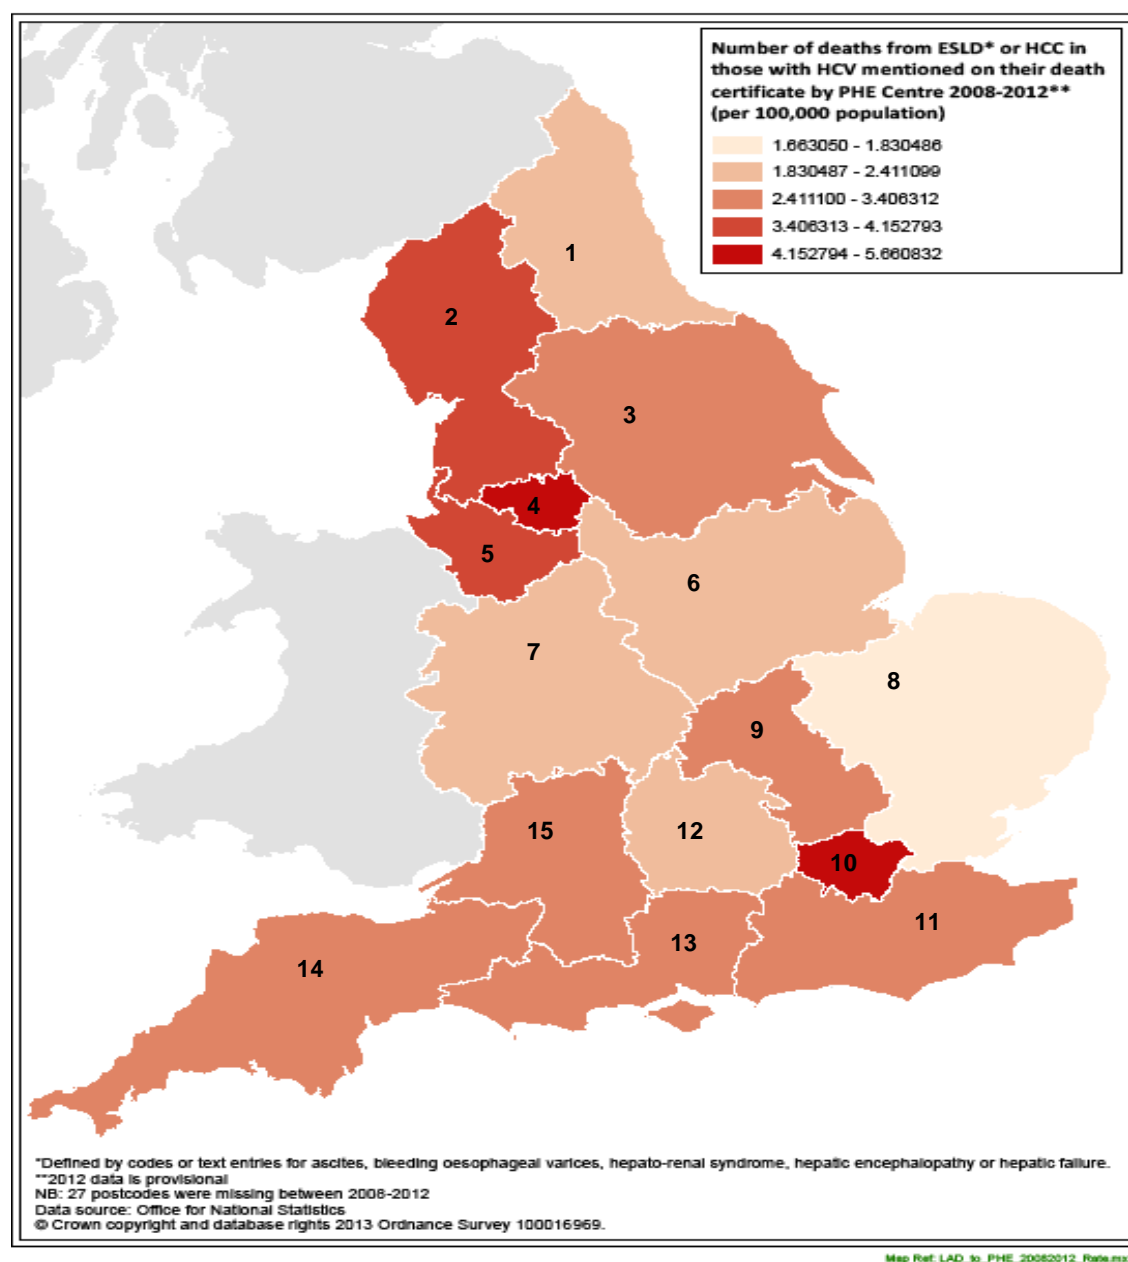 Number of deaths from ESLD* or HCC in
those with HCV mentioned on their death
certificate by PHE Centre 2008-2012**
(per 100,000 population)
1.663050 - 1.830486
1.830487 - 2.411099
2.411100 - 3.406312
3.406313 - 4.152793
4.152794 - 5.660832
1
2
3
4
5
6
7
8
9
10
11
12
13
14
15
*Defined by codes or text entries for ascites, bleeding oesophageal varices, hepato-renal syndrome, hepatic encephalopathy or hepatic failure.
**2012 data is provisional
NB: 27 postcodes were missing between 2008-2012
Data source: Office for National Statistics
© Crown copyright and database rights 2013 Ordnance Survey 100016969.
Map Ref: LAD_to_PHE_20082012_Rate.mx